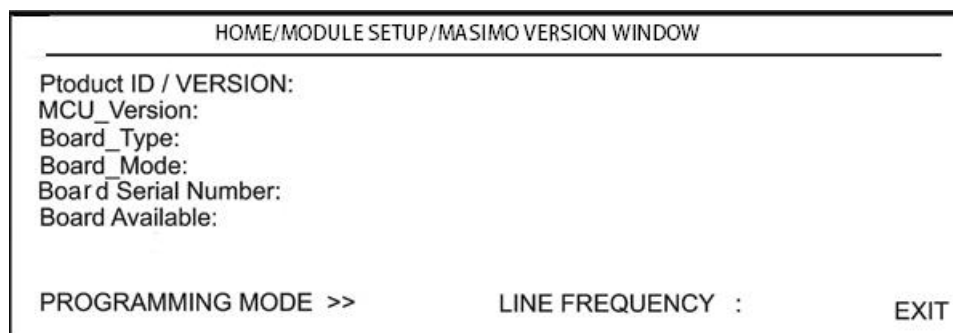 HOME/MODULE SETUP/MASIMO VERSION WINDOW
Ptoduct ID / VERSION:
MCU_Version:
Board_Type:
Board_Mode:
Board Serial Number:
Board Available:
PROGRAMMING MODE >> LINE FREQUENCY : EXIT